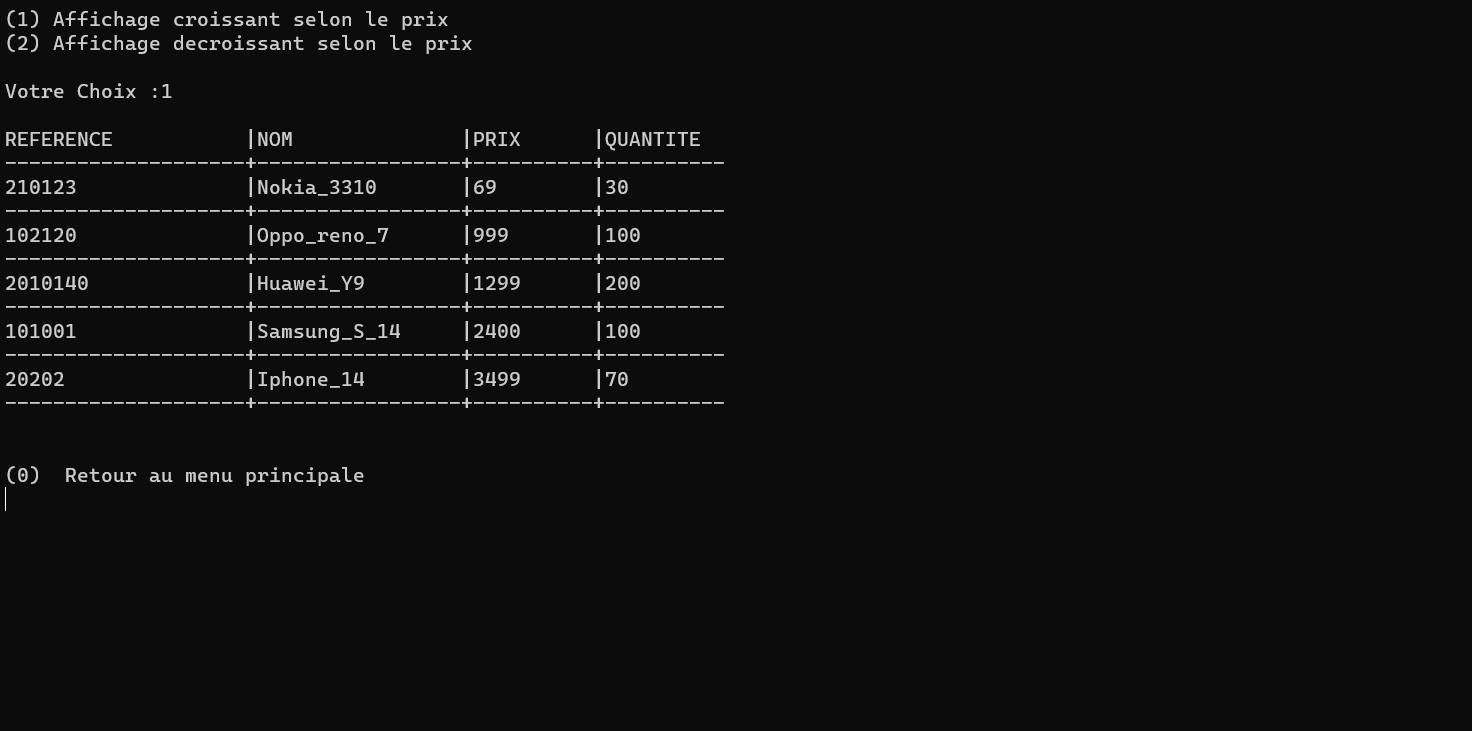 (1) Affichage croissant selon le prix
(2) Affichage decroissant selon le prix
Votre Choix :1
REFERENCE           |NOM              |PRIX      |QUANTITE
--------------------+-----------------+----------+----------
210123              |Nokia_3310       |69        |30
--------------------+-----------------+----------+----------
102120              |Oppo_reno_7      |999       |100
--------------------+-----------------+----------+----------
2010140             |Huawei_Y9        |1299      |200
--------------------+-----------------+----------+----------
101001              |Samsung_S_14     |2400      |100
--------------------+-----------------+----------+----------
20202               |Iphone_14        |3499      |70
--------------------+-----------------+----------+----------
(0)  Retour au menu principale